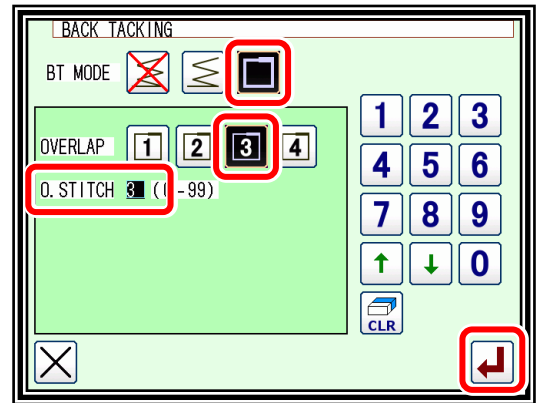 BACK TACKING
BT MODE
1 2 3
OVERLAP 1 2 3 4
4 5 6
O.STITCH 3 ( -99)
7 8 9
↑ ↓ 0
CLR